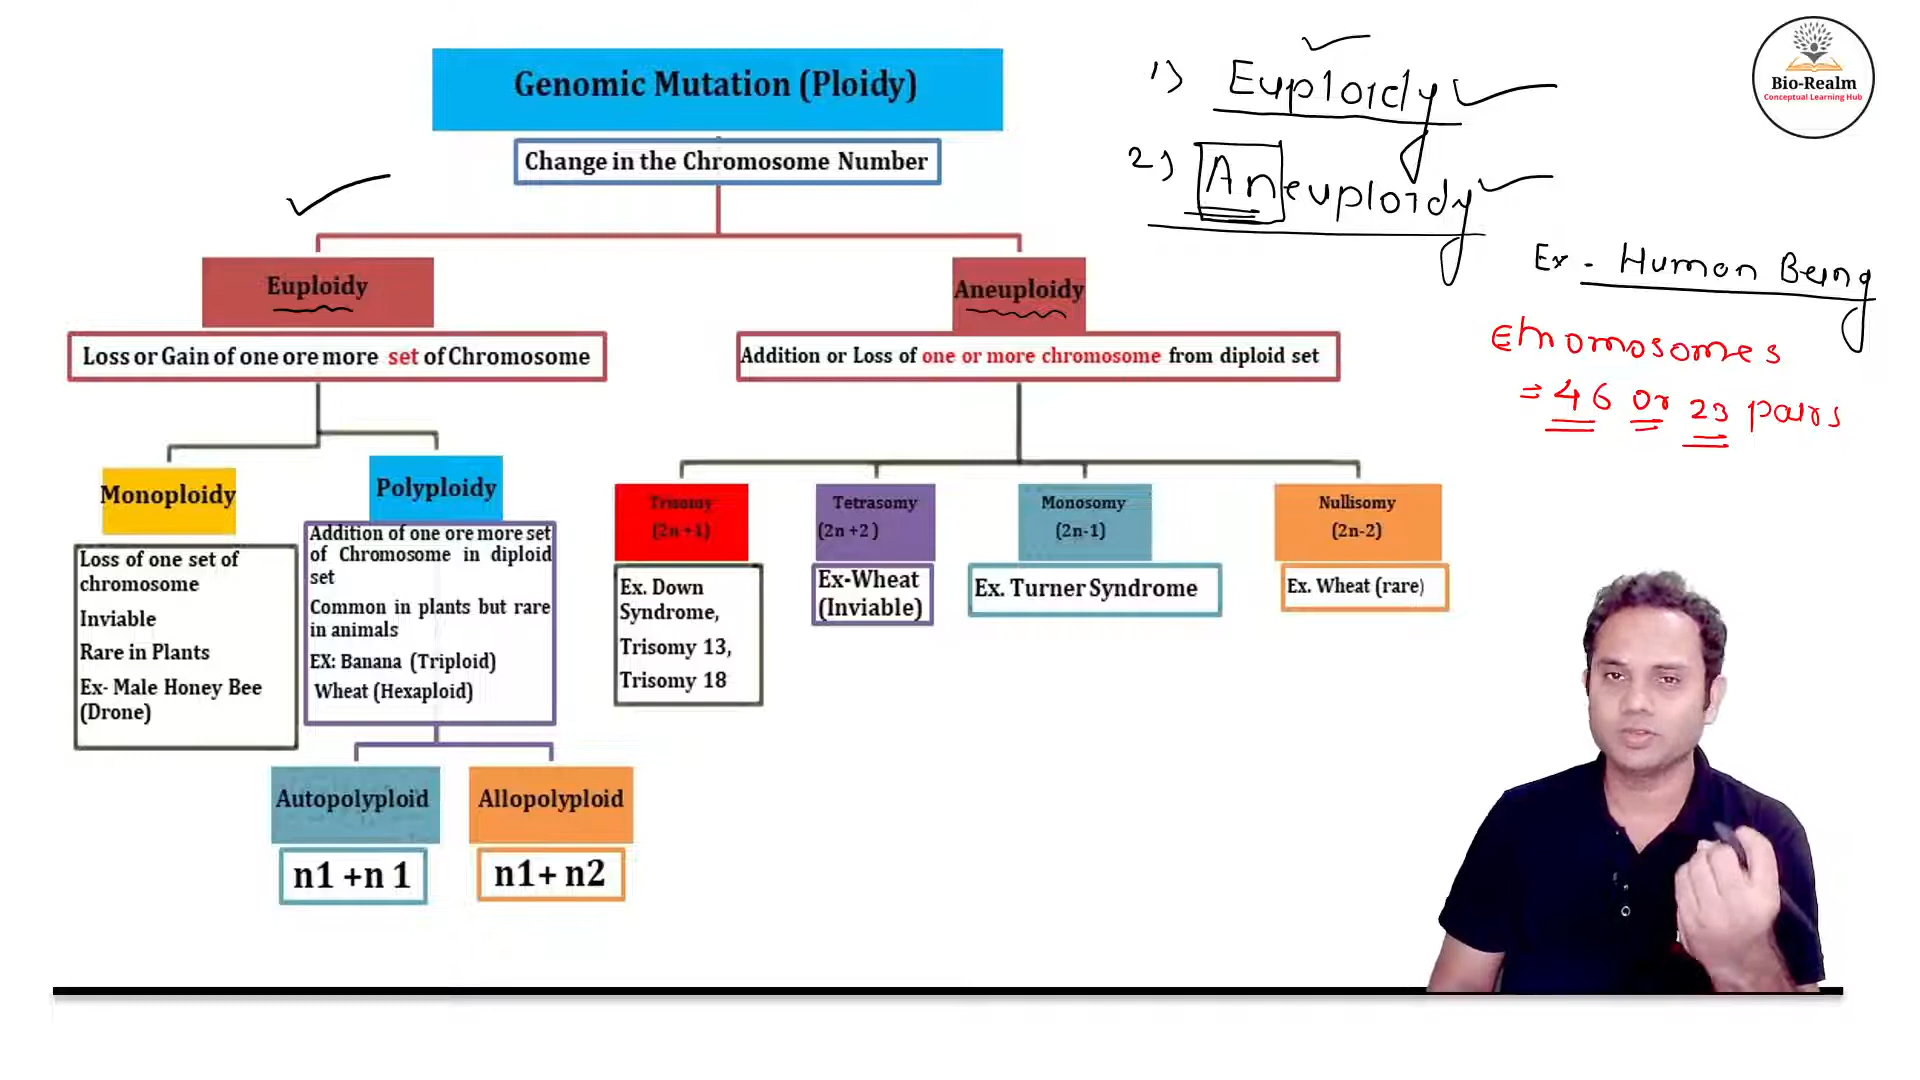 Genomic Mutation (Ploidy)
Change in the Chromosome Number
1) Euploidy
2) Aneuploidy
Ex - Human Being
Chromosomes
= 46 or 23 pairs
Bio-Realm
Conceptual Learning Hub
Euploidy
Loss or Gain of one ore more set of Chromosome
Aneuploidy
Addition or Loss of one or more chromosome from diploid set
Monoploidy
Loss of one set of
chromosome
Inviable
Rare in Plants
Ex- Male Honey Bee
(Drone)
Polyploidy
Addition of one ore more set
of Chromosome in diploid
set
Common in plants but rare
in animals
EX: Banana (Triploid)
Wheat (Hexaploid)
Autopolyploid
n1 +n 1
Allopolyploid
n1+ n2
Trisomy
(2n +1)
Ex. Down
Syndrome,
Trisomy 13,
Trisomy 18
Tetrasomy
(2n +2 )
Ex-Wheat
(Inviable)
Monosomy
(2n-1)
Ex. Turner Syndrome
Nullisomy
(2n-2)
Ex. Wheat (rare)